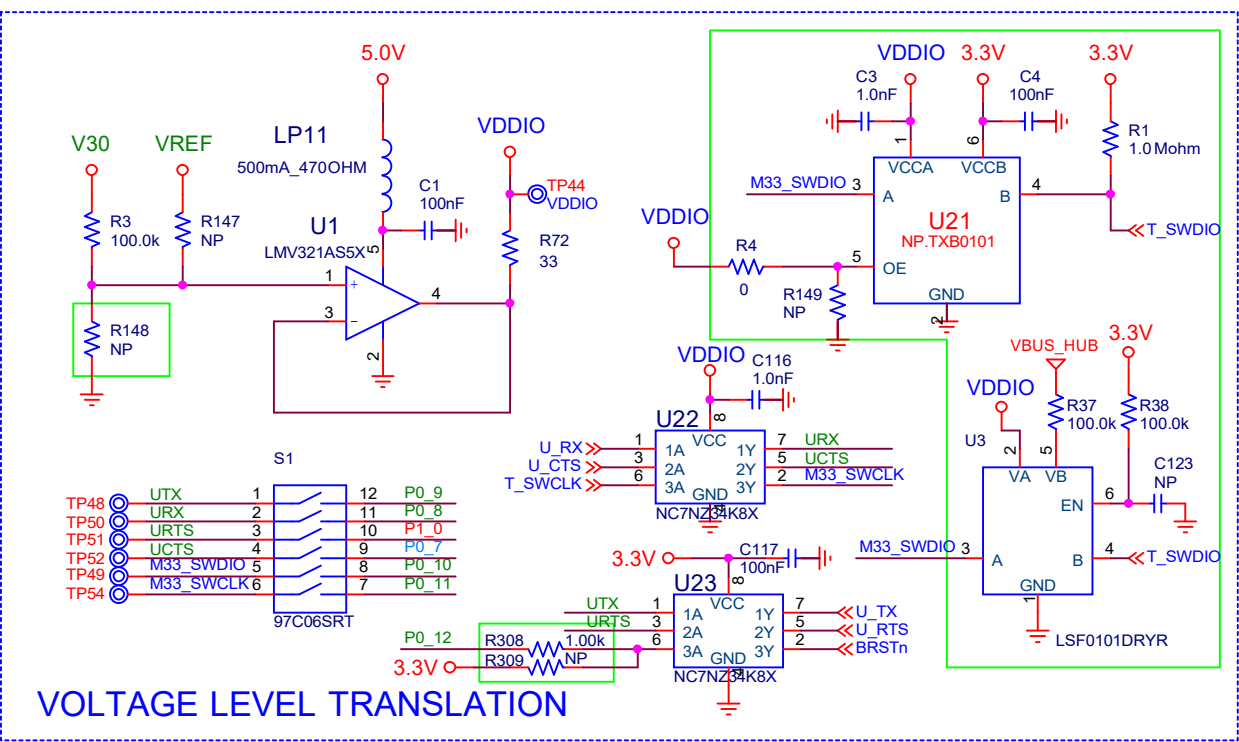 5.0V
V30
VREF
LP11
500mA_470OHM
VDDIO
C1
100nF
TP44
VDDIO
R3
100.0k
R147
NP
U1
LMV321AS5X
5
R72
33
1
+
4
3
−
2
R148
NP
VDDIO
3.3V
3.3V
C3
1.0nF
C4
100nF
R1
1.0 Mohm
1
6
VCCA
VCCB
M33_SWDIO
3
A
B
4
U21
NP.TXB0101
T_SWDIO
VDDIO
R4
0
5
OE
R149
NP
GND
2
VDDIO
C116
1.0nF
U22
8
VCC
U_RX
1
1A
1Y
7
URX
U_CTS
3
2A
2Y
5
UCTS
T_SWCLK
6
3A
3Y
2
M33_SWCLK
GND
4
NC7NZ34K8X
VBUS_HUB
3.3V
VDDIO
R37
100.0k
R38
100.0k
U3
2
5
VA
VB
C123
NP
EN
6
M33_SWDIO
3
A
B
4
T_SWDIO
GND
1
LSF0101DRYR
S1
TP48
UTX
1
12
P0_9
TP50
URX
2
11
P0_8
TP51
URTS
3
10
P1_0
TP52
UCTS
4
9
P0_7
TP49
M33_SWDIO
5
8
P0_10
TP54
M33_SWCLK
6
7
P0_11
97C06SRT
3.3V
C117
100nF
U23
8
VCC
UTX
1
1A
1Y
7
U_TX
URTS
3
2A
2Y
5
U_RTS
P0_12
R308
1.00k
6
3A
3Y
2
BRSTn
3.3V
R309
NP
GND
4
NC7NZ34K8X
VOLTAGE LEVEL TRANSLATION